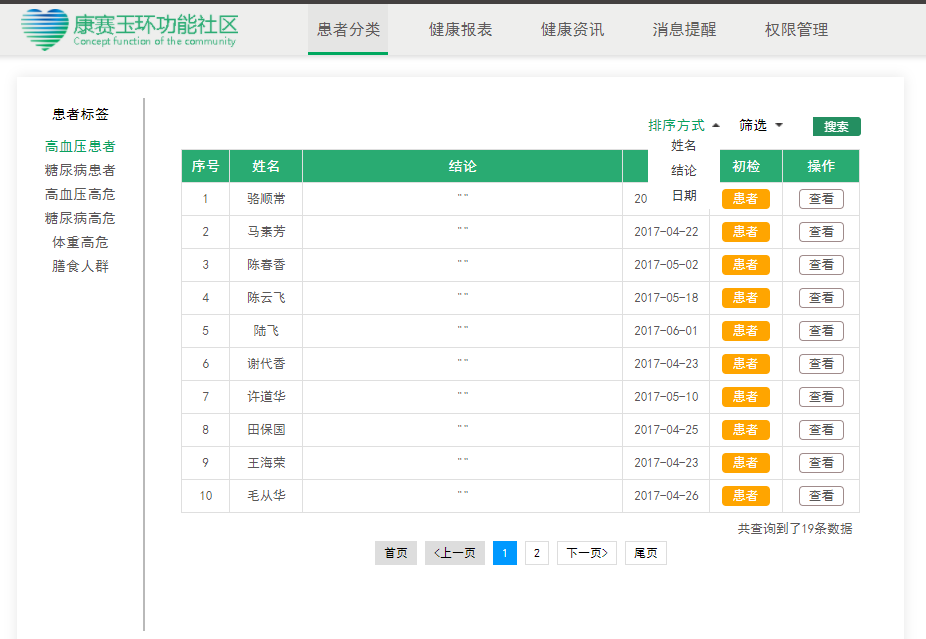 康赛玉环功能社区
Concept function of the community
患者分类 健康报表 健康资讯 消息提醒 权限管理
患者标签
高血压患者
糖尿病患者
高血压高危
糖尿病高危
体重高危
膳食人群
排序方式 筛选 搜索
姓名
结论
日期
序号 姓名 结论 初检 操作
1 骆顺常 "" 20 患者 查看
2 马素芳 "" 2017-04-22 患者 查看
3 陈春香 "" 2017-05-02 患者 查看
4 陈云飞 "" 2017-05-18 患者 查看
5 陆飞 "" 2017-06-01 患者 查看
6 谢代香 "" 2017-04-23 患者 查看
7 许道华 "" 2017-05-10 患者 查看
8 田保国 "" 2017-04-25 患者 查看
9 王海荣 "" 2017-04-23 患者 查看
10 毛从华 "" 2017-04-26 患者 查看
共查询到了19条数据
首页 <上一页 1 2 下一页> 尾页